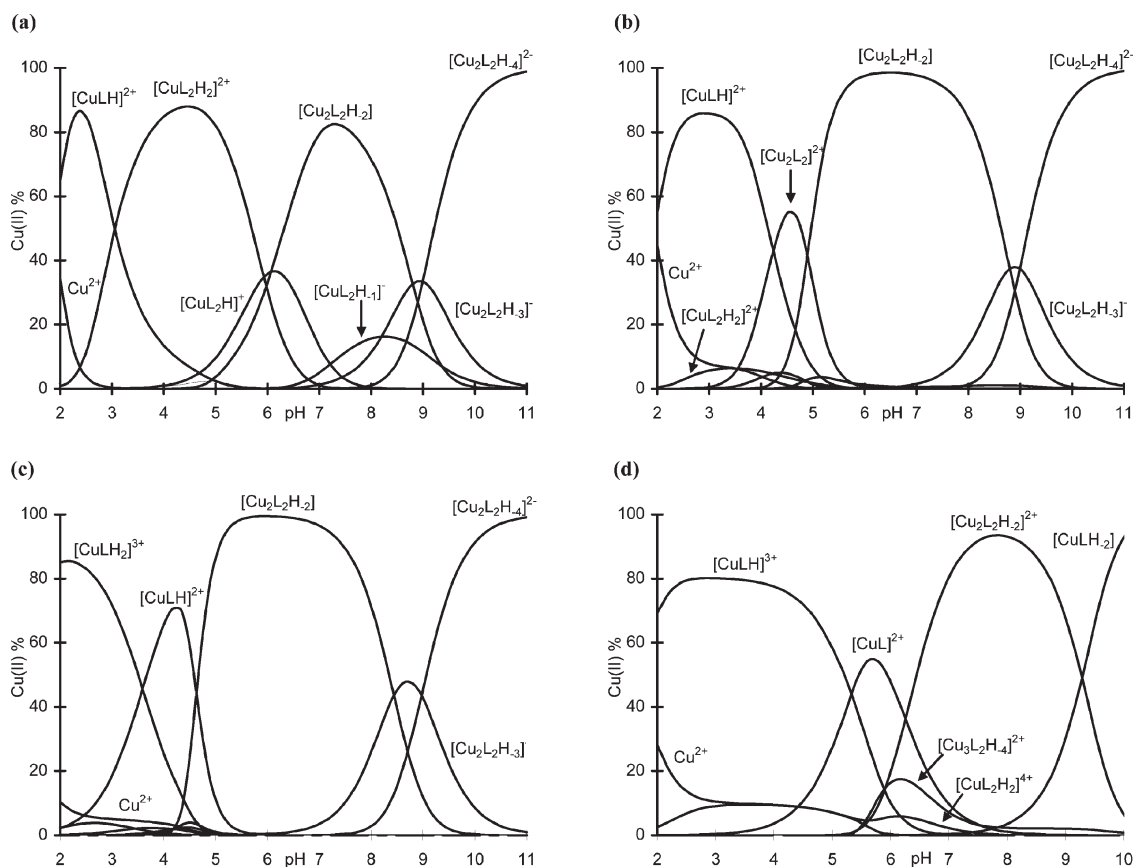 (a)
[Cu2L2H-4]2-
[CuL2H2]2+
[CuLH]2+
[Cu2L2H-2]
Cu2+
[CuL2H]+
[CuL2H-1]-
[Cu2L2H-3]-
Cu(II) %
100
80
60
40
20
0
2 3 4 5 6 pH 7 8 9 10 11
(b)
[Cu2L2H-2]
[Cu2L2H-4]2-
[CuLH]2+
[Cu2L2]2+
Cu2+
[CuL2H2]2+
[Cu2L2H-3]-
Cu(II) %
100
80
60
40
20
0
2 3 4 5 6 pH 7 8 9 10 11
(c)
[Cu2L2H-2]
[Cu2L2H-4]2-
[CuLH2]3+
[CuLH]2+
Cu2+
[Cu2L2H-3]-
Cu(II) %
100
80
60
40
20
0
2 3 4 5 6 pH 7 8 9 10 11
(d)
[Cu2L2H-2]2+
[CuLH-2]
[CuLH]3+
[CuL]2+
[Cu3L2H-4]2+
Cu2+
[CuL2H2]4+
Cu(II) %
100
80
60
40
20
0
2 3 4 5 6 pH 7 8 9 10